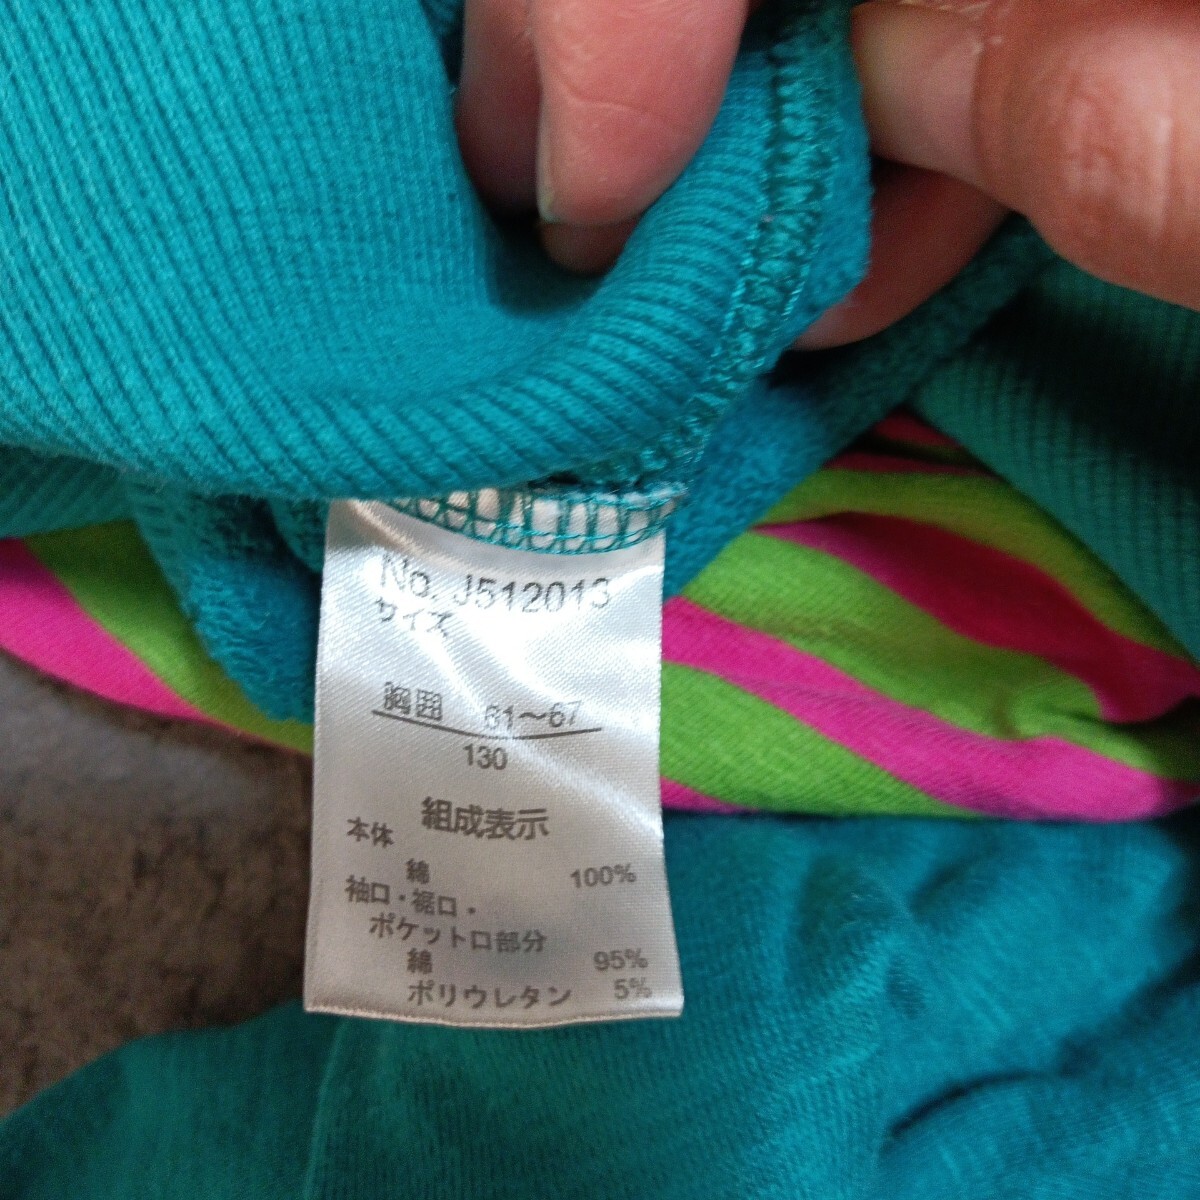 No. J512013
サイズ
胸囲 61～67
130
組成表示
本体
綿 100%
袖口・裾口・
ポケット口部分
綿 95%
ポリウレタン 5%